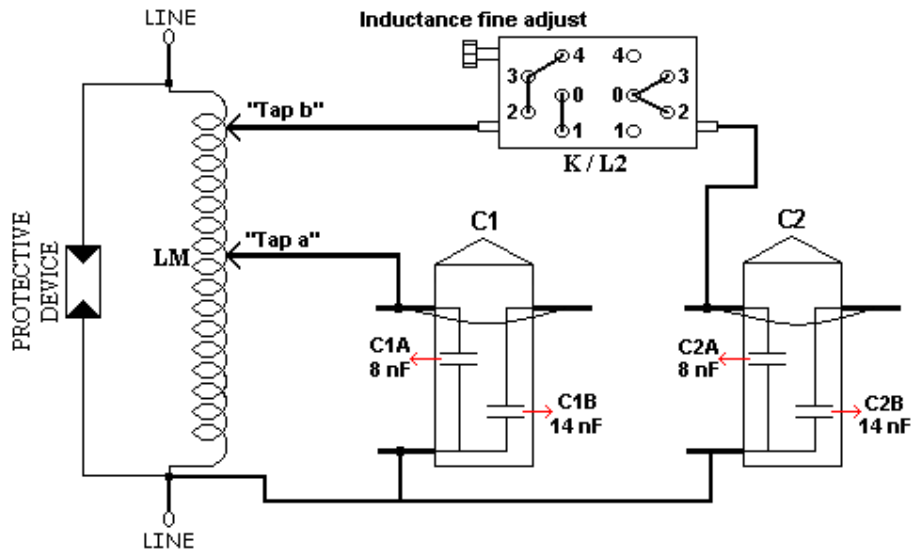 LINE
Inductance fine adjust
4 4
3 3
0 0
2 2
1 1
K / L2
"Tap b"
"Tap a"
LM
PROTECTIVE
DEVICE
C1
C2
C1A
8 nF
C1B
14 nF
C2A
8 nF
C2B
14 nF
LINE